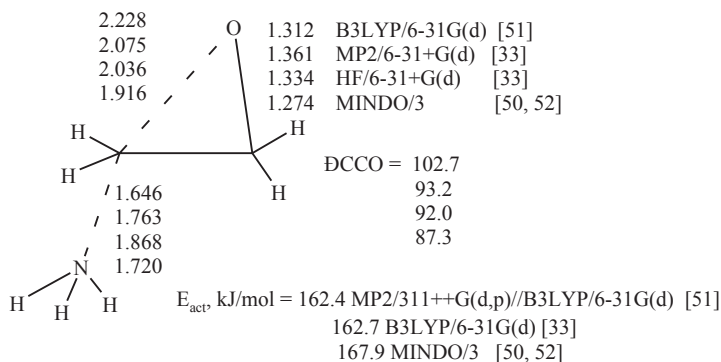 2.228
2.075
2.036
1.916
O
1.312 B3LYP/6-31G(d) [51]
1.361 MP2/6-31+G(d) [33]
1.334 HF/6-31+G(d) [33]
1.274 MINDO/3 [50, 52]
H
H
H
H
ÐCCO = 102.7
93.2
92.0
87.3
1.646
1.763
1.868
1.720
N
H
H
H
Eact, kJ/mol = 162.4 MP2/311++G(d,p)//B3LYP/6-31G(d) [51]
162.7 B3LYP/6-31G(d) [33]
167.9 MINDO/3 [50, 52]